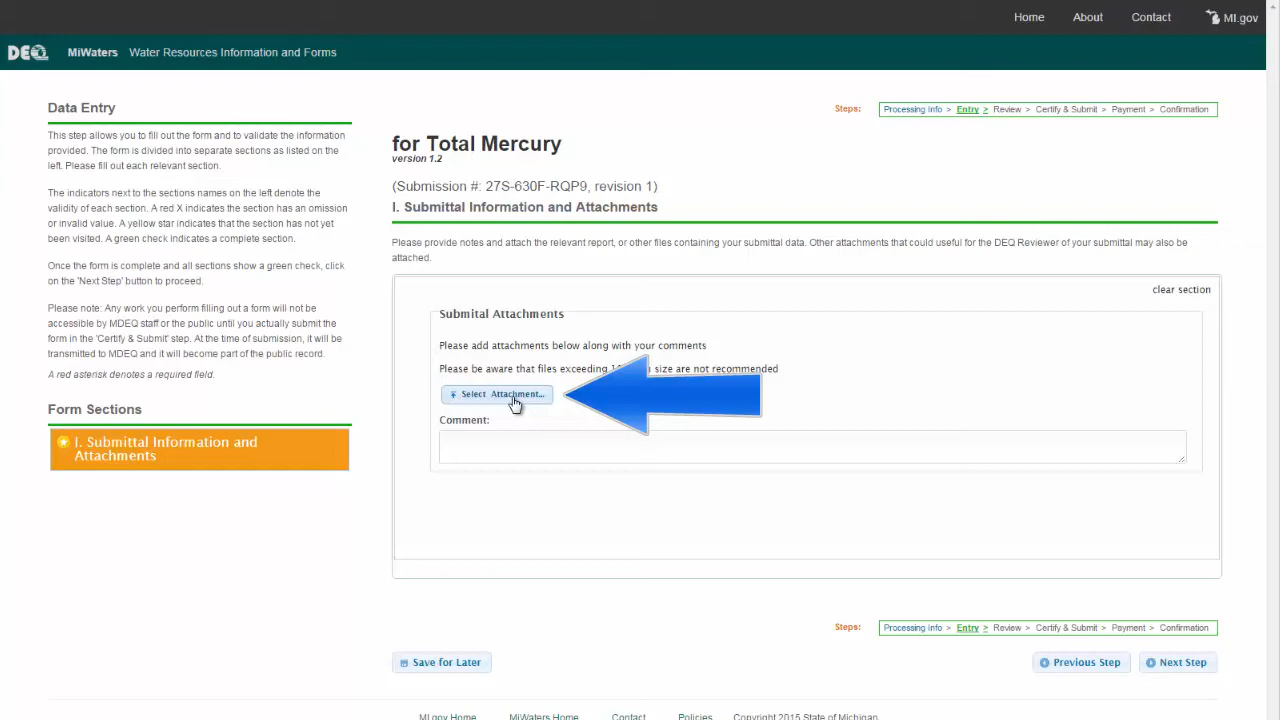 Home About Contact MI.gov
DEQ MiWaters Water Resources Information and Forms
Data Entry
This step allows you to fill out the form and to validate the information
provided. The form is divided into separate sections as listed on the
left. Please fill out each relevant section.
The indicators next to the sections names on the left denote the
validity of each section. A red X indicates the section has an omission
or invalid value. A yellow star indicates that the section has not yet
been visited. A green check indicates a complete section.
Once the form is complete and all sections show a green check, click
on the 'Next Step' button to proceed.
Please note: Any work you perform filling out a form will not be
accessible by MDEQ staff or the public until you actually submit the
form in the 'Certify & Submit' step. At the time of submission, it will be
transmitted to MDEQ and it will become part of the public record.
A red asterisk denotes a required field.
Form Sections
I. Submittal Information and
Attachments
Steps: Processing Info > Entry > Review > Certify & Submit > Payment > Confirmation
for Total Mercury
version 1.2
(Submission #: 27S-630F-RQP9, revision 1)
I. Submittal Information and Attachments
Please provide notes and attach the relevant report, or other files containing your submittal data. Other attachments that could useful for the DEQ Reviewer of your submittal may also be
attached.
clear section
Submital Attachments
Please add attachments below along with your comments
Please be aware that files exceeding size are not recommended
Select Attachment...
Comment:
Steps: Processing Info > Entry > Review > Certify & Submit > Payment > Confirmation
Save for Later Previous Step Next Step
MI.gov Home MiWaters Home Contact Policies Copyright 2015 State of Michigan